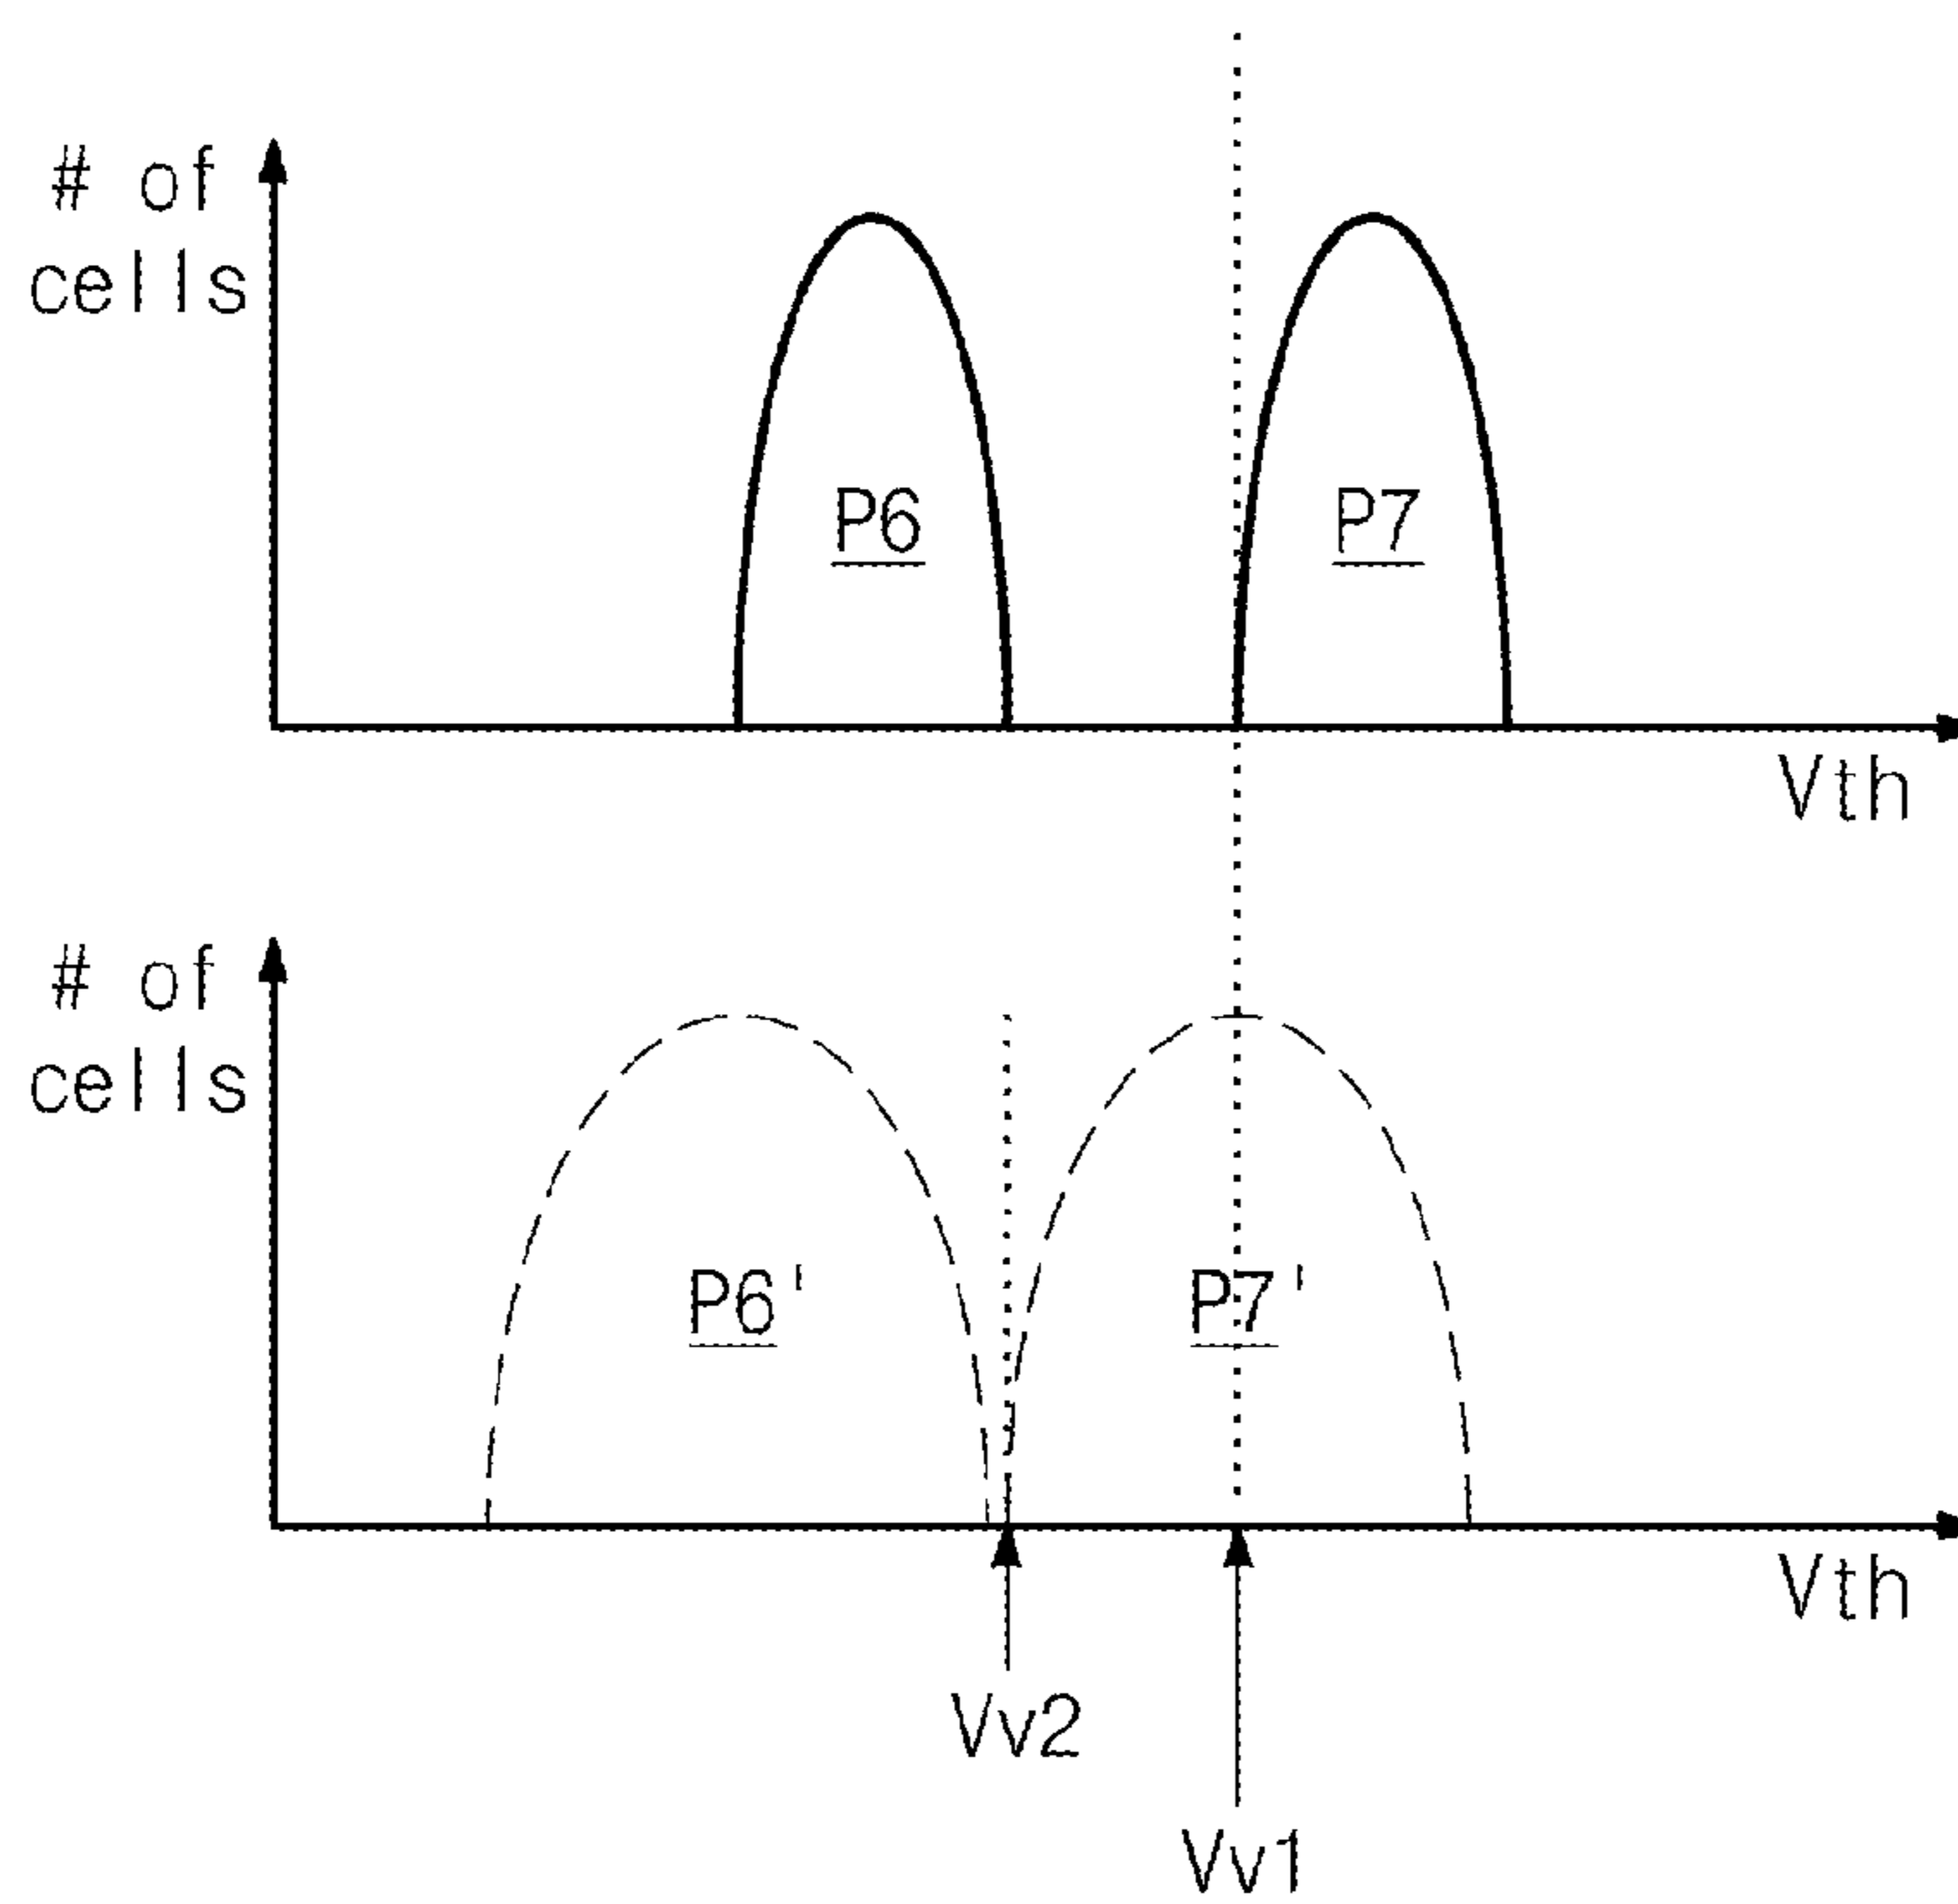 # of
cells
P6
P7
Vth
# of
cells
P6'
P7'
Vth
Vv2
Vv1